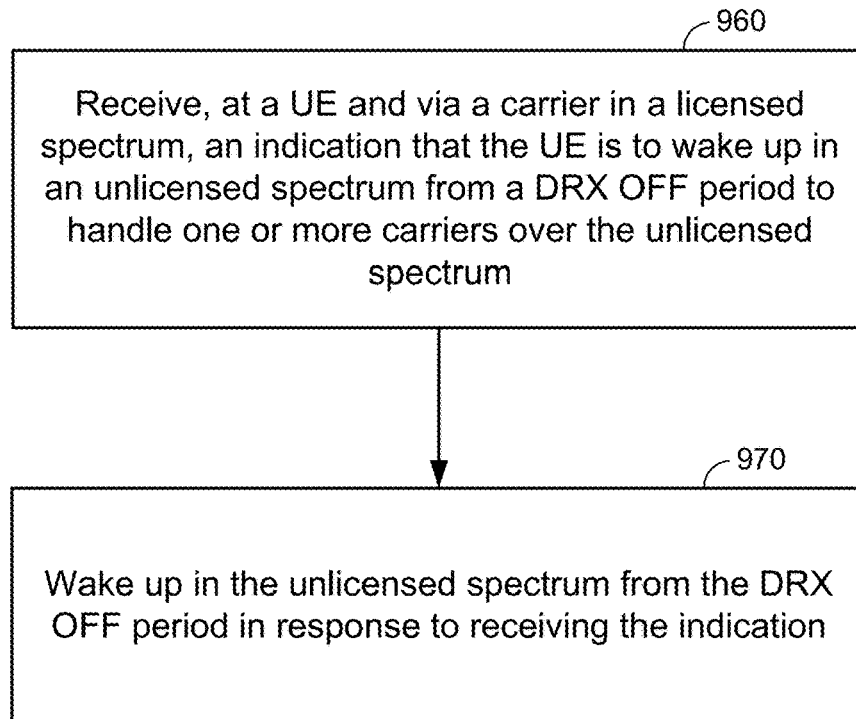 960
Receive, at a UE and via a carrier in a licensed
spectrum, an indication that the UE is to wake up in
an unlicensed spectrum from a DRX OFF period to
handle one or more carriers over the unlicensed
spectrum
970
Wake up in the unlicensed spectrum from the DRX
OFF period in response to receiving the indication